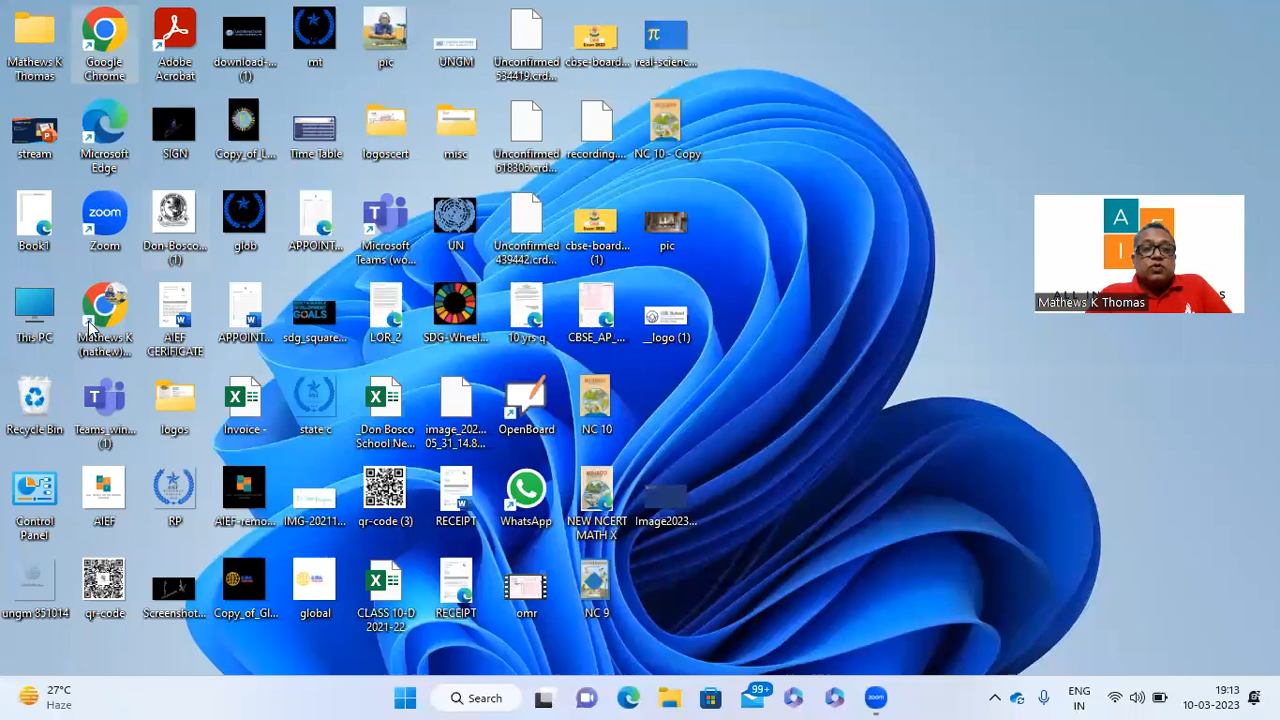 Mathews K
Thomas
Google
Chrome
Adobe
Acrobat
download-...
(1)
mt
pic
UNGM
Unconfirmed
534419.crd...
cbse-board...
real-scienc...
stream
Microsoft
Edge
SIGN
Copy_of_L...
Time Table
logoscert
misc
Unconfirmed
618306.crd...
recording....
NC 10 - Copy
Book1
zoom
Zoom
Don-Bosco...
(1)
glob
APPOINT...
Microsoft
Teams (wo...
UN
Unconfirmed
439442.crd...
cbse-board...
(1)
pic
This PC
Mathews K
(nathew)...
AIEF
CERIFICATE
APPOINT...
sdg_square...
LOR_2
SDG-Wheel...
10 yrs q
CBSE_AP_...
__logo (1)
Recycle Bin
Teams_win...
(1)
logos
Invoice -
state c
_Don Bosco
School Ne...
image_202...
05_31_14.8...
OpenBoard
NC 10
Control
Panel
AIEF
RP
AIEF-remo...
IMG-20211...
qr-code (3)
RECEIPT
WhatsApp
NEW NCERT
MATH X
Image2023...
ungm.851014
qr-code
Screenshot...
Copy_of_Gl...
global
CLASS 10-D
2021-22
RECEIPT
omr
NC 9
A
Mathews K Thomas
27°C
Haze
Search
99+
zoom
ENG
IN
19:13
10-03-2023